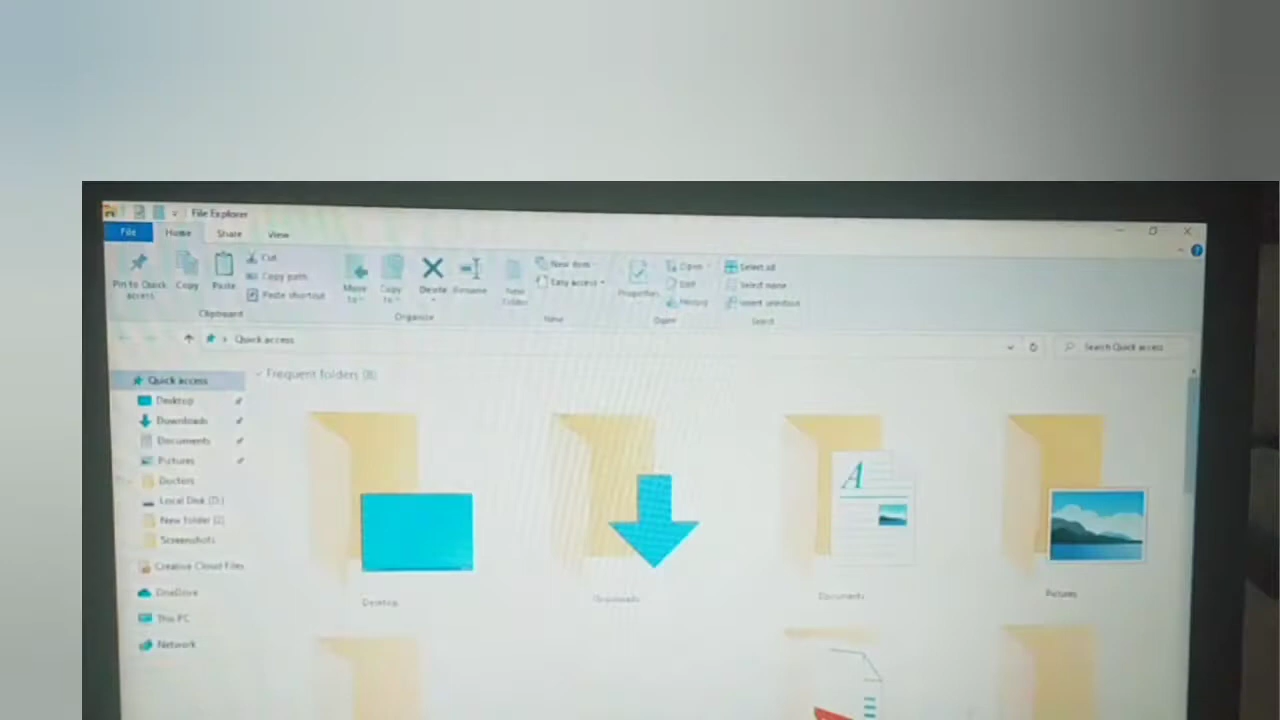 File Explorer
File Home Share View
Pin to Quick access
Copy
Paste
Cut
Copy path
Paste shortcut
Clipboard
Move to
Copy to
Delete
Rename
Organize
New folder
New item
Easy access
New
Properties
Open
Edit
History
Open
Select all
Select none
Invert selection
Select
Quick access
Search Quick access
Frequent folders (8)
Quick access
Desktop
Downloads
Documents
Pictures
Doctors
Local Disk (D:)
New folder (2)
Screenshots
Creative Cloud Files
OneDrive
This PC
Network
A
Desktop
Downloads
Documents
Pictures